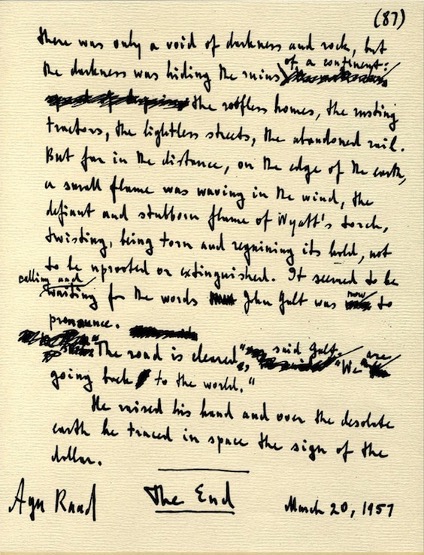 (87)
there was only a void of darkness and rock, but
the darkness was hiding the ruins of a continent:
the roofless homes, the rusting
tractors, the lightless streets, the abandoned rail.
But far in the distance, on the edge of the earth,
a small flame was waving in the wind, the
defiant and stubborn flame of Wyatt's torch,
twisting, being torn and regaining its hold, not
to be uprooted or extinguished. It seemed to be
calling and
waiting for the words John Galt was now to
pronounce.
"The road is cleared," said Galt. "We are
going back to the world."
He raised his hand and over the desolate
earth he traced in space the sign of the
dollar.
The End
Ayn Rand
March 20, 1957